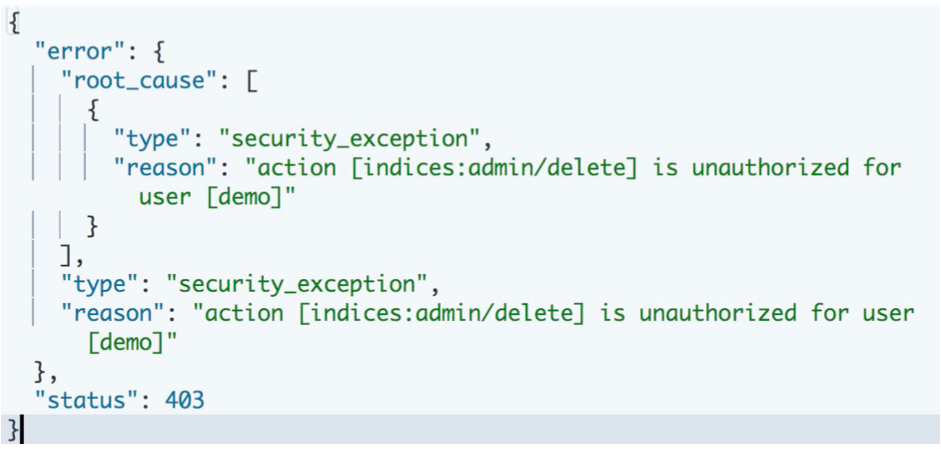 {
"error": {
"root_cause": [
{
"type": "security_exception",
"reason": "action [indices:admin/delete] is unauthorized for
user [demo]"
}
],
"type": "security_exception",
"reason": "action [indices:admin/delete] is unauthorized for user
[demo]"
},
"status": 403
}